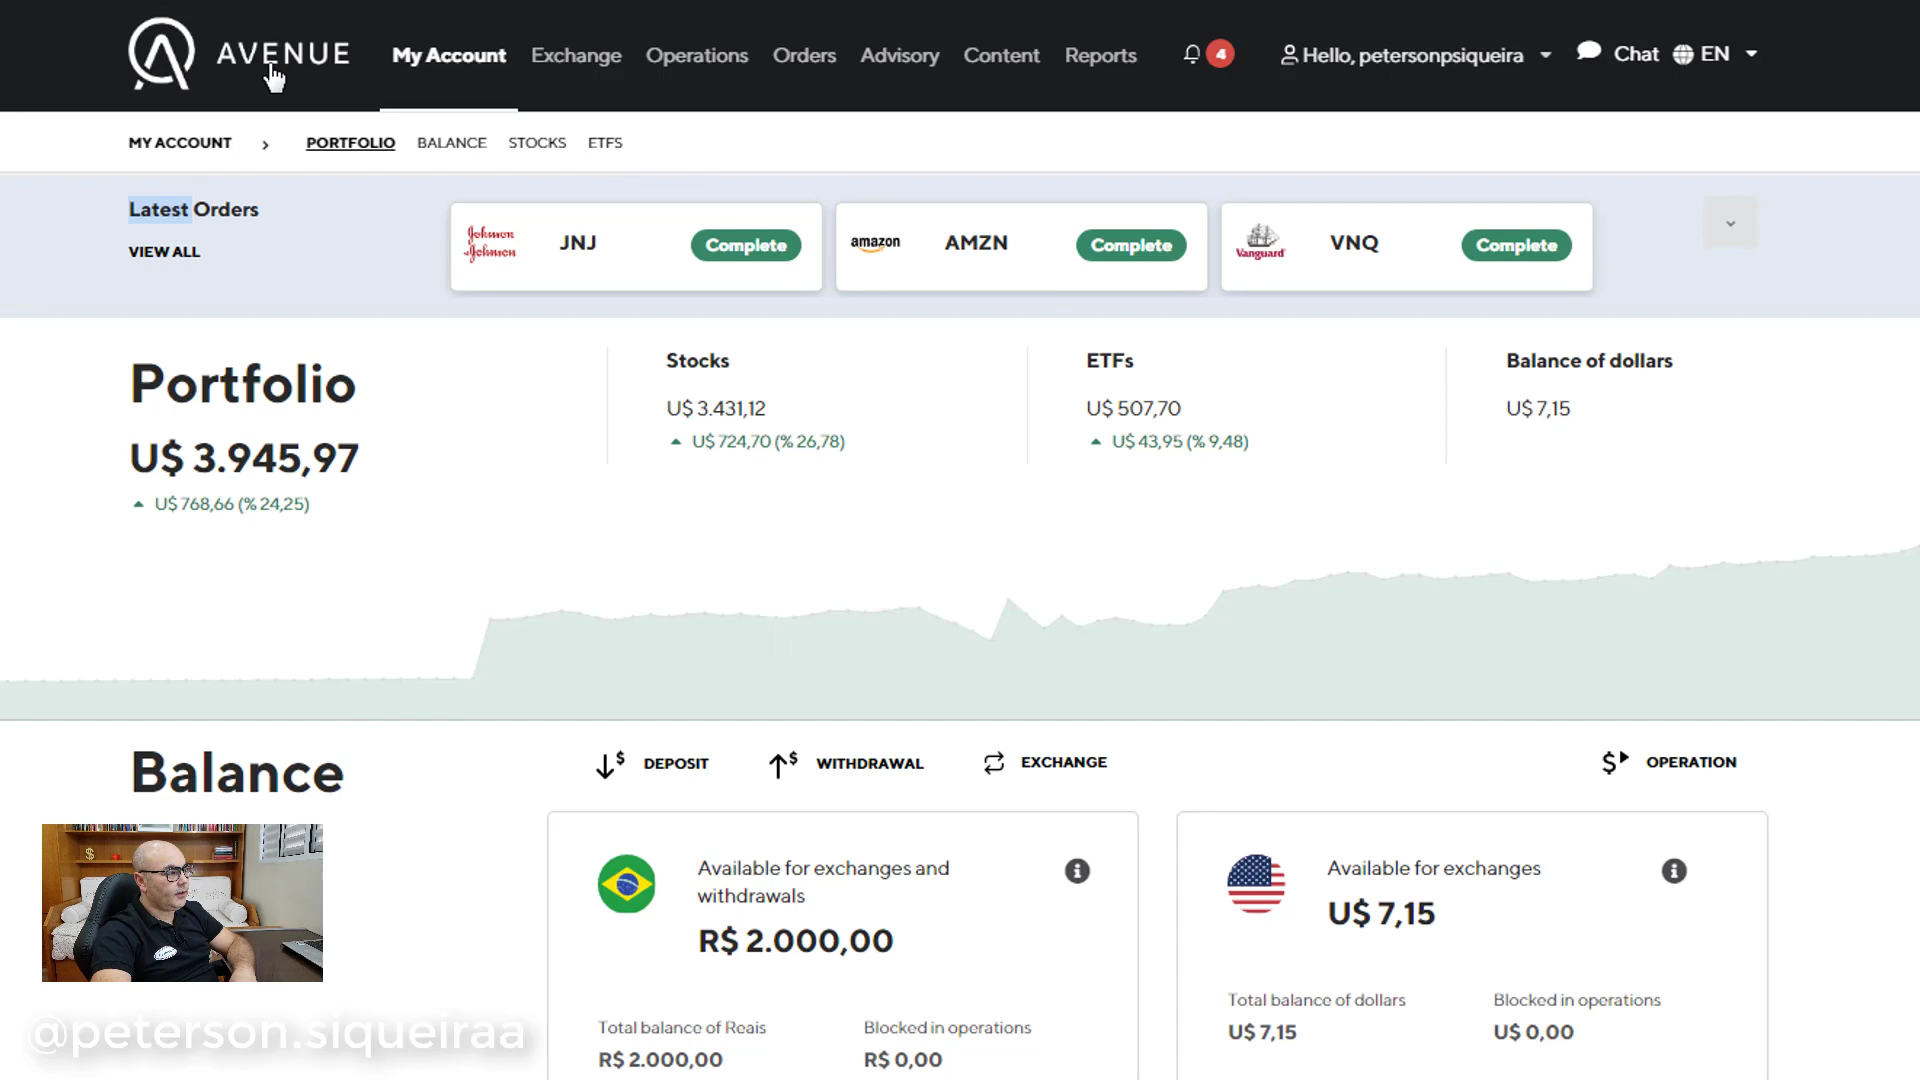 AVENUE
My Account
Exchange
Operations
Orders
Advisory
Content
Reports
4
Hello, petersonpsiqueira
Chat
EN
MY ACCOUNT
PORTFOLIO
BALANCE
STOCKS
ETFS
Latest Orders
VIEW ALL
Johnson & Johnson
JNJ
Complete
amazon
AMZN
Complete
Vanguard
VNQ
Complete
Portfolio
U$ 3.945,97
U$ 768,66 (% 24,25)
Stocks
U$ 3.431,12
U$ 724,70 (% 26,78)
ETFs
U$ 507,70
U$ 43,95 (% 9,48)
Balance of dollars
U$ 7,15
Balance
$ DEPOSIT
$ WITHDRAWAL
EXCHANGE
$ OPERATION
Available for exchanges and
withdrawals
R$ 2.000,00
Total balance of Reais
R$ 2.000,00
Blocked in operations
R$ 0,00
Available for exchanges
U$ 7,15
Total balance of dollars
U$ 7,15
Blocked in operations
U$ 0,00
@peterson.siqueiraa